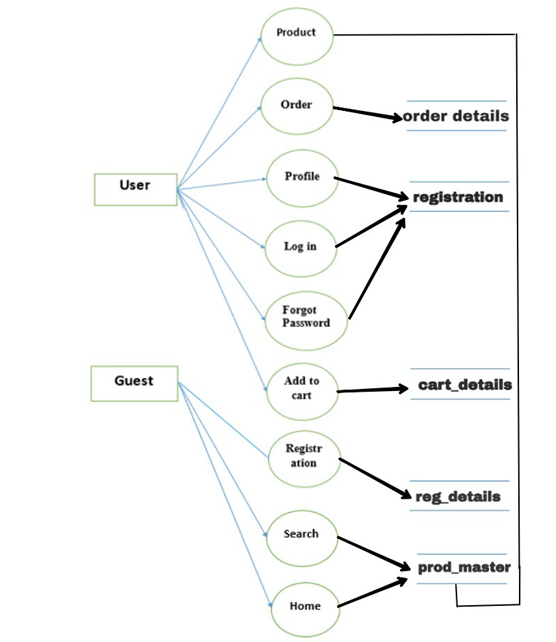 Product
Order
order details
User
Profile
registration
Log in
Forgot
Password
Guest
Add to
cart
cart_details
Registr
ation
reg_details
Search
prod_master
Home